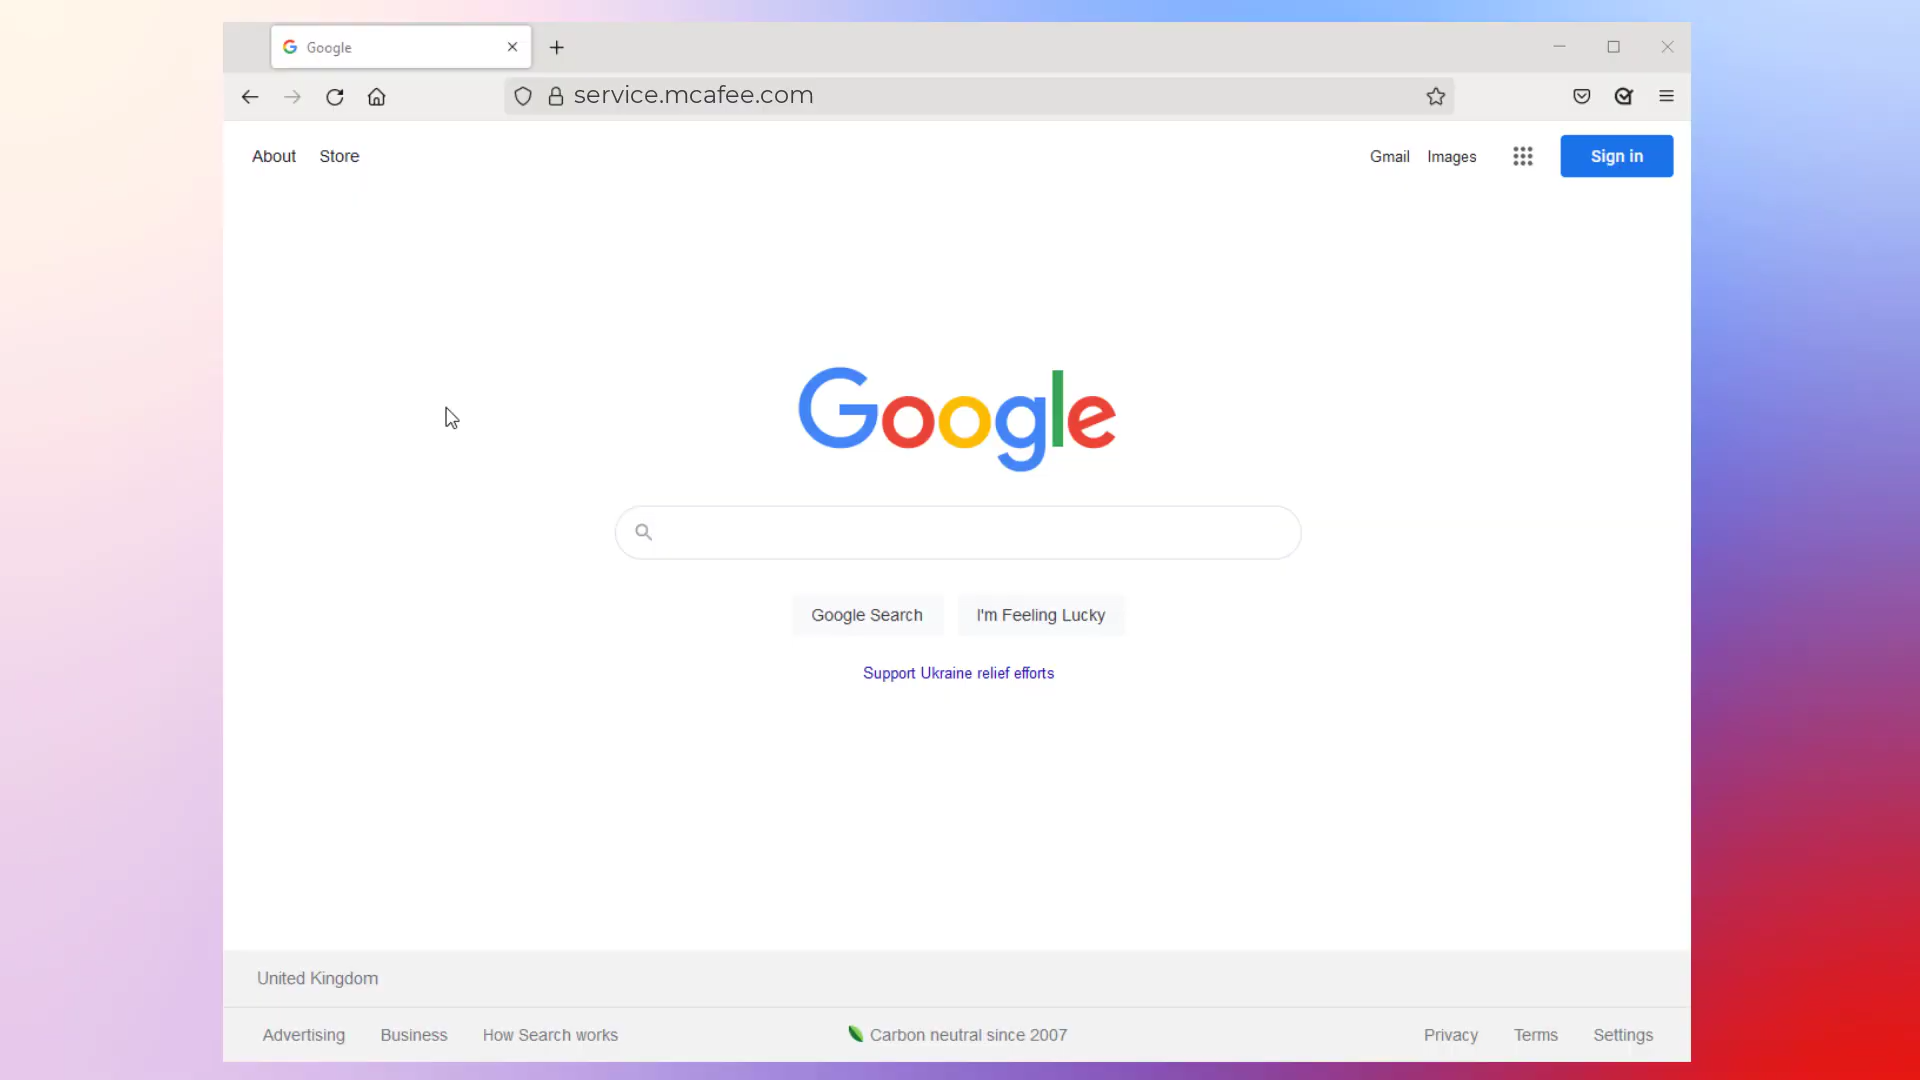 Google
service.mcafee.com
About Store
Gmail Images Sign in
Google
Google Search I'm Feeling Lucky
Support Ukraine relief efforts
United Kingdom
Advertising Business How Search works Carbon neutral since 2007 Privacy Terms Settings